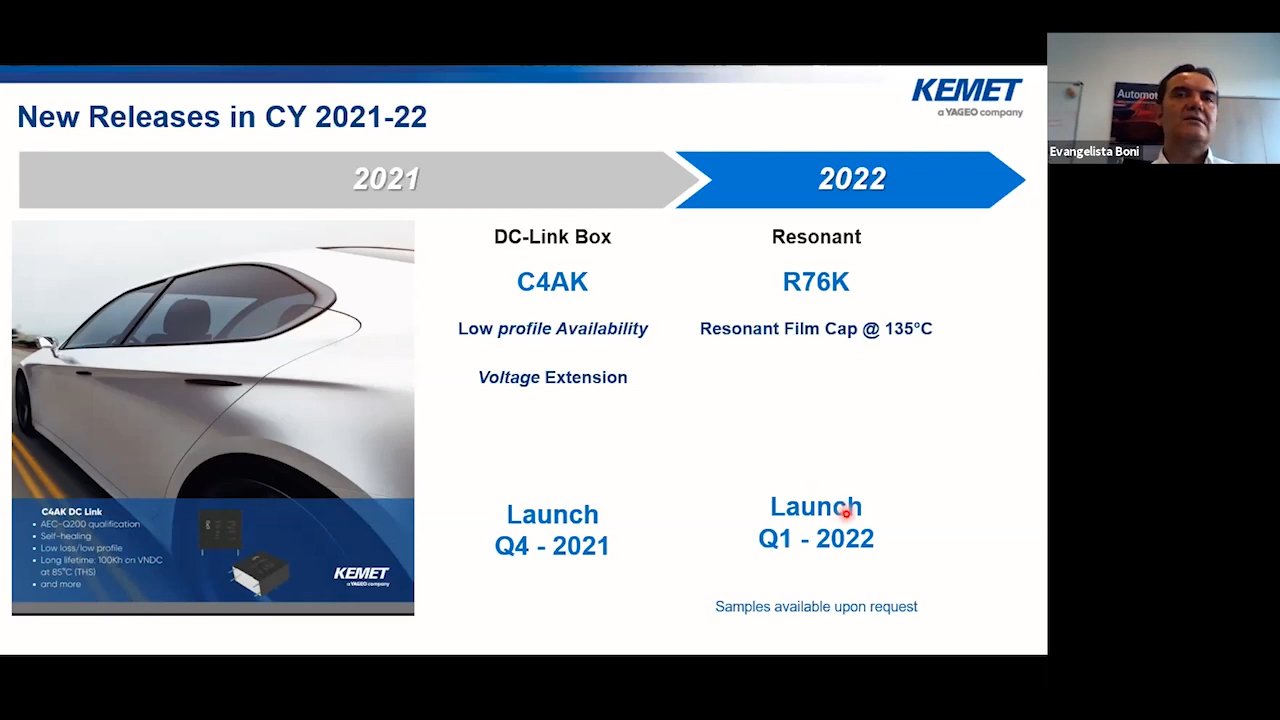 New Releases in CY 2021-22
KEMET
a YAGEO company
2021
2022
DC-Link Box
C4AK
Low profile Availability
Voltage Extension
Launch
Q4 - 2021
Resonant
R76K
Resonant Film Cap @ 135°C
Launch
Q1 - 2022
Samples available upon request
C4AK DC Link
• AEC-Q200 qualification
• Self-healing
• Low loss/low profile
• Long lifetime: 100Kh on VNDC
at 85°C (THS)
• and more
KEMET
a YAGEO company
Automot
Evangelista Boni